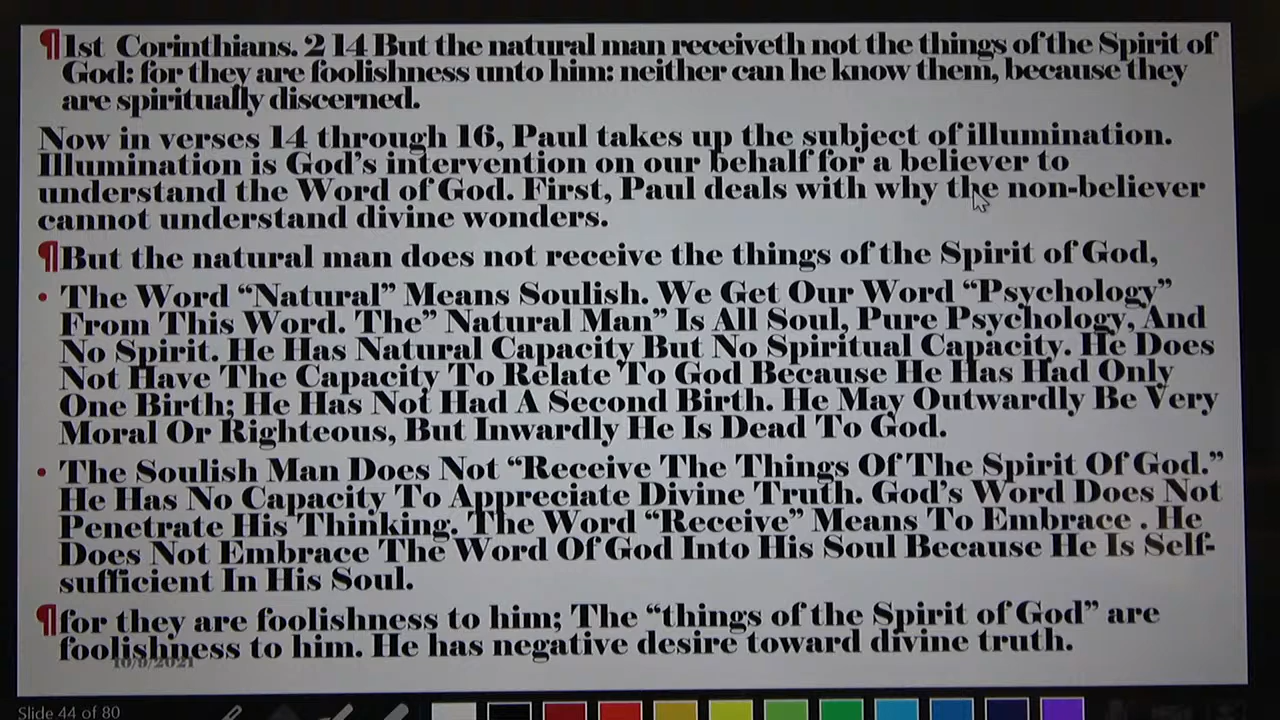 ¶1st Corinthians. 2 14 But the natural man receiveth not the things of the Spirit of
God: for they are foolishness unto him: neither can he know them, because they
are spiritually discerned.
Now in verses 14 through 16, Paul takes up the subject of illumination.
Illumination is God's intervention on our behalf for a believer to
understand the Word of God. First, Paul deals with why the non-believer
cannot understand divine wonders.
¶But the natural man does not receive the things of the Spirit of God,
• The Word “Natural” Means Soulish. We Get Our Word “Psychology”
From This Word. The” Natural Man” Is All Soul, Pure Psychology, And
No Spirit. He Has Natural Capacity But No Spiritual Capacity. He Does
Not Have The Capacity To Relate To God Because He Has Had Only
One Birth; He Has Not Had A Second Birth. He May Outwardly Be Very
Moral Or Righteous, But Inwardly He Is Dead To God.
• The Soulish Man Does Not “Receive The Things Of The Spirit Of God.”
He Has No Capacity To Appreciate Divine Truth. God's Word Does Not
Penetrate His Thinking. The Word “Receive” Means To Embrace . He
Does Not Embrace The Word Of God Into His Soul Because He Is Self-
sufficient In His Soul.
¶for they are foolishness to him; The “things of the Spirit of God” are
foolishness to him. He has negative desire toward divine truth.
10/9/2021
Slide 44 of 80